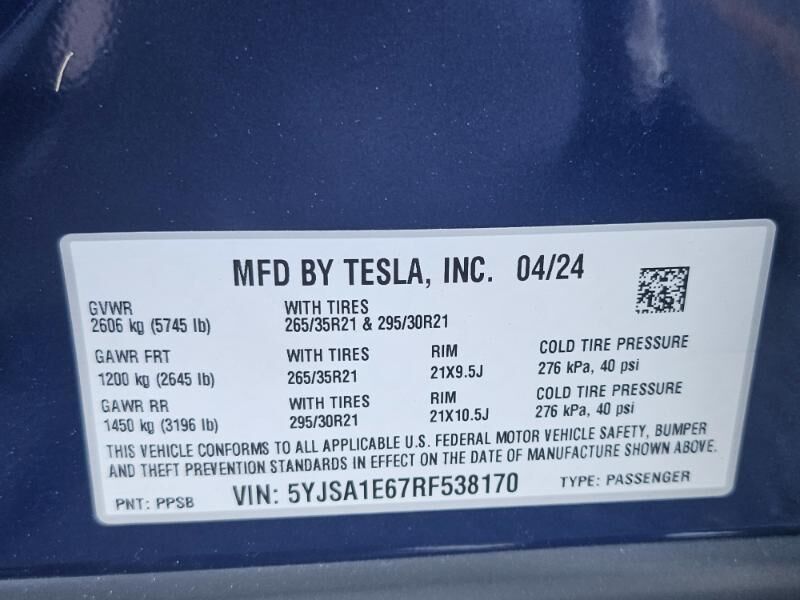 MFD BY TESLA, INC. 04/24
GVWR WITH TIRES
2606 kg (5745 lb) 265/35R21 & 295/30R21
GAWR FRT WITH TIRES RIM COLD TIRE PRESSURE
1200 kg (2645 lb) 265/35R21 21X9.5J 276 kPa, 40 psi
GAWR RR WITH TIRES RIM COLD TIRE PRESSURE
1450 kg (3196 lb) 295/30R21 21X10.5J 276 kPa, 40 psi
THIS VEHICLE CONFORMS TO ALL APPLICABLE U.S. FEDERAL MOTOR VEHICLE SAFETY, BUMPER
AND THEFT PREVENTION STANDARDS IN EFFECT ON THE DATE OF MANUFACTURE SHOWN ABOVE.
PNT: PPSB VIN: 5YJSA1E67RF538170 TYPE: PASSENGER